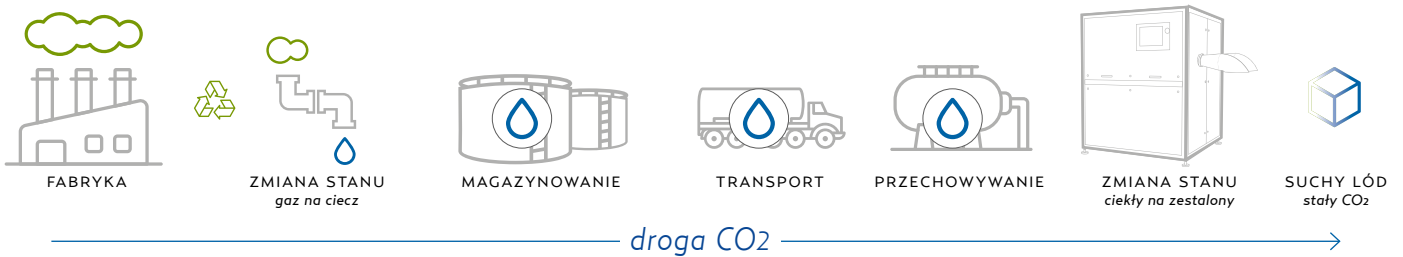 FABRYKA
ZMIANA STANU
gaz na ciecz
MAGAZYNOWANIE
TRANSPORT
PRZECHOWYWANIE
ZMIANA STANU
ciekły na zestalony
SUCHY LÓD
stały CO₂
droga CO2